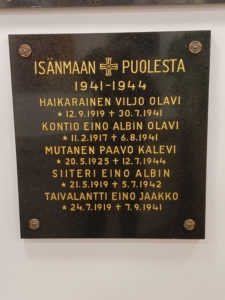 ISÄNMAAN PUOLESTA
1941-1944
HAIKARAINEN VILJO OLAVI
* 12.9.1919 + 30.7.1941
KONTIO EINO ALBIN OLAVI
* 11.2.1917 + 6.8.1941
MUTANEN PAAVO KALEVI
* 20.5.1925 + 12.7.1944
SIITERI EINO ALBIN
* 21.5.1919 + 5.7.1942
TAIVALANTTI EINO JAAKKO
* 24.7.1919 + 7.9.1941